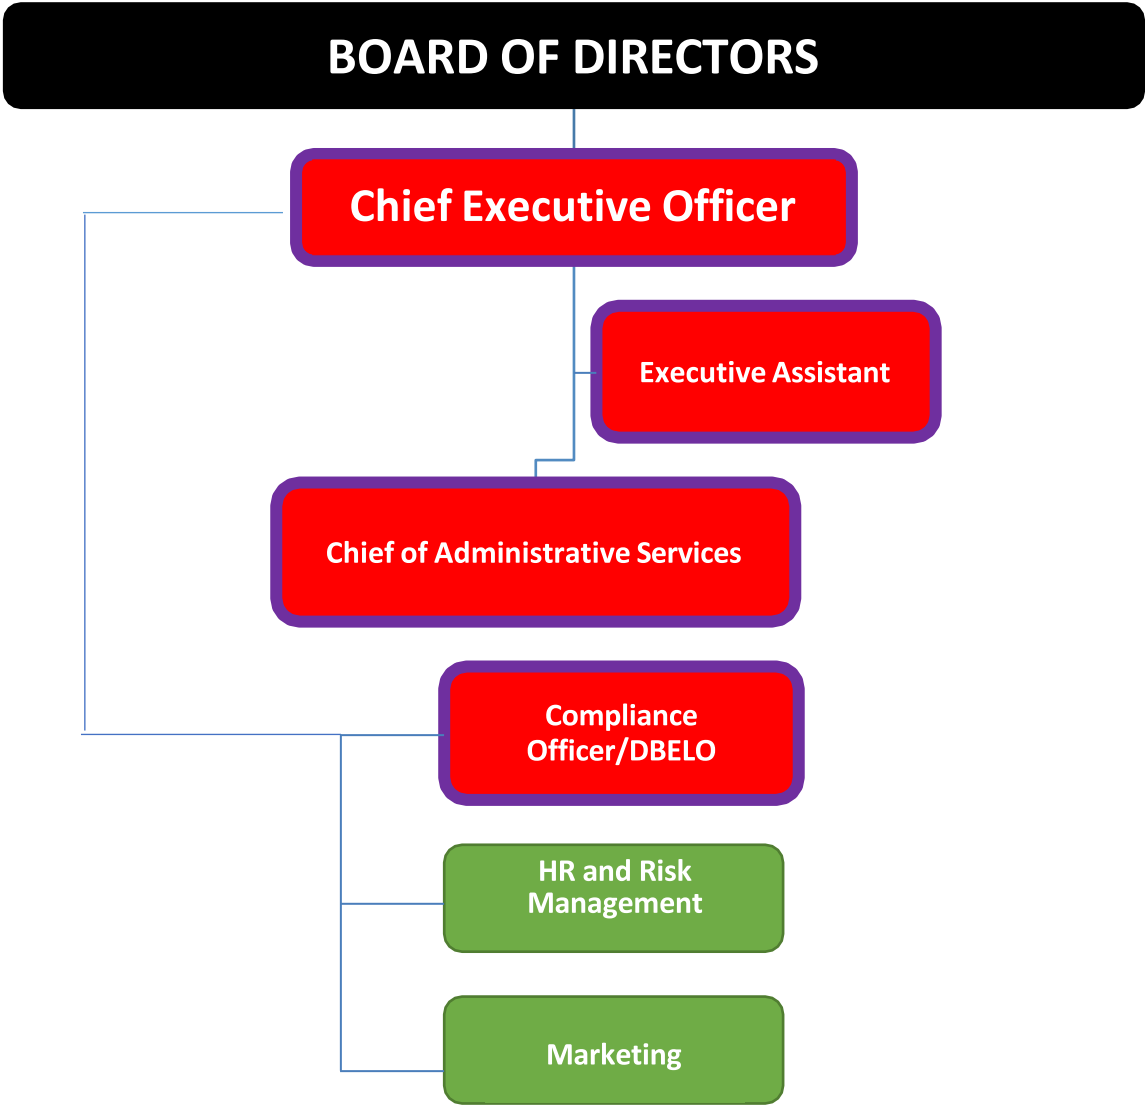 BOARD OF DIRECTORS
Chief Executive Officer
Executive Assistant
Chief of Administrative Services
Compliance
Officer/DBELO
HR and Risk
Management
Marketing